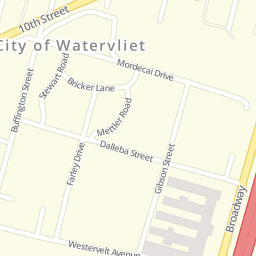 10th Street
City of Watervliet
Mordecai Drive
Stewart Road
Bricker Lane
Buffington Street
Mettler Road
Dalleba Street
Farley Drive
Gibson Street
Broadway
Westervelt Avenue